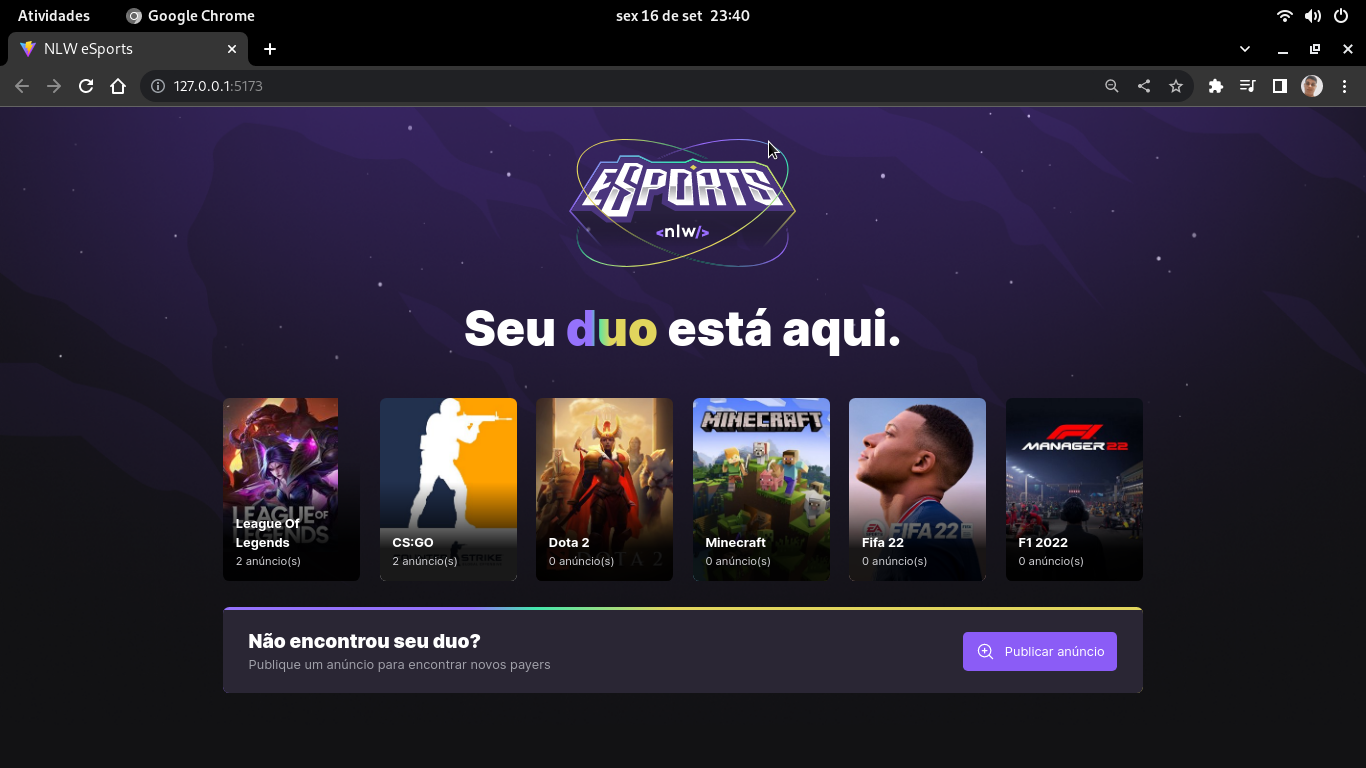 Atividades
Google Chrome
sex 16 de set 23:40
NLW eSports
127.0.0.1:5173
eSPORTS
<nlw/>
Seu duo está aqui.
LEAGUE OF
LEGENDS
League Of
Legends
2 anúncio(s)
CS:GO
2 anúncio(s)
DOTA 2
Dota 2
0 anúncio(s)
MINECRAFT
Minecraft
0 anúncio(s)
EA SPORTS FIFA 22
Fifa 22
0 anúncio(s)
F1
MANAGER 22
F1 2022
0 anúncio(s)
Não encontrou seu duo?
Publique um anúncio para encontrar novos payers
Publicar anúncio